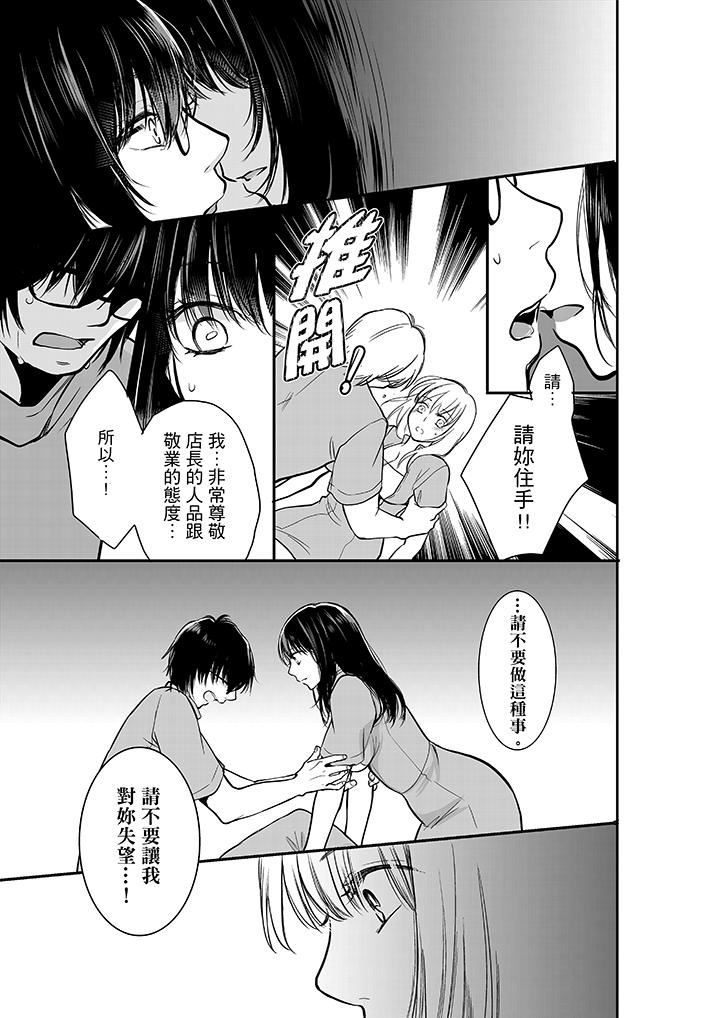 請…
請妳住手!!
推開!
我…非常尊敬
店長的人品跟
敬業的態度…
所以…!
…請不要做這種事。
請不要讓我
對妳失望…!